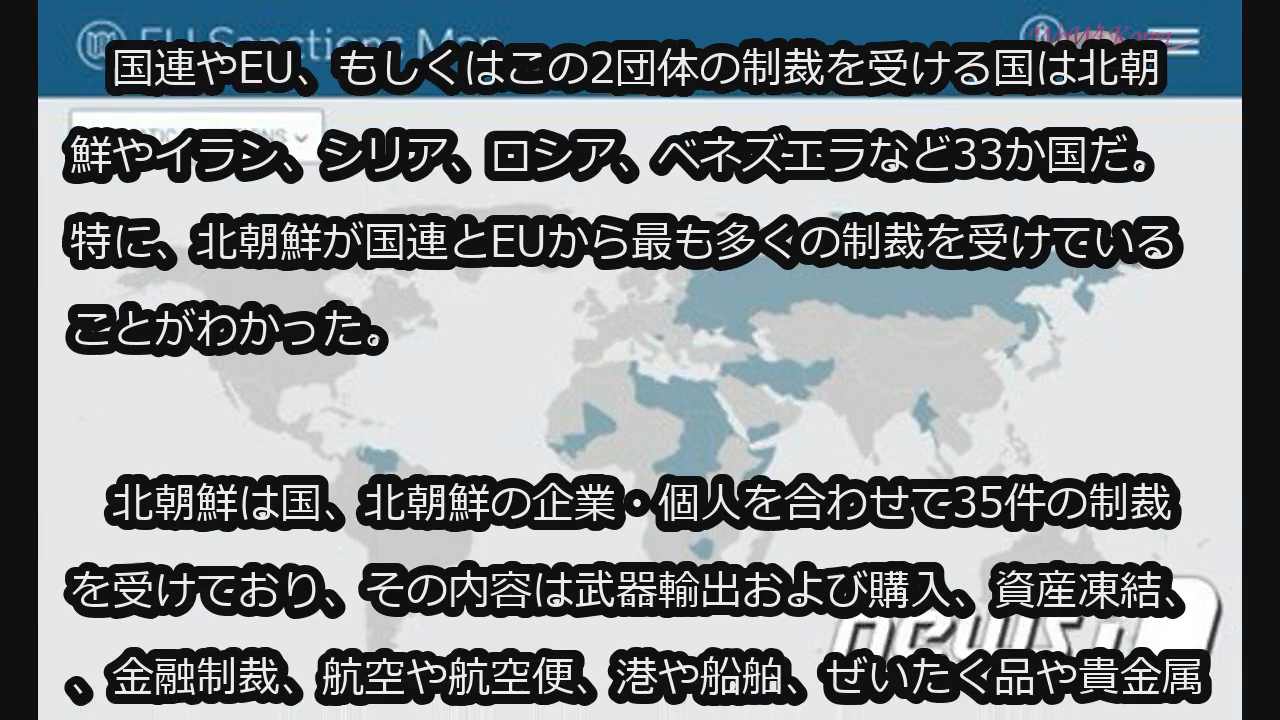 EU Sanctions Map
国連やEU、もしくはこの2団体の制裁を受ける国は北朝
鮮やイラン、シリア、ロシア、ベネズエラなど33か国だ。
特に、北朝鮮が国連とEUから最も多くの制裁を受けている
ことがわかった。
北朝鮮は国、北朝鮮の企業・個人を合わせて35件の制裁
を受けており、その内容は武器輸出および購入、資産凍結、
、金融制裁、航空や航空便、港や船舶、ぜいたく品や貴金属
news1